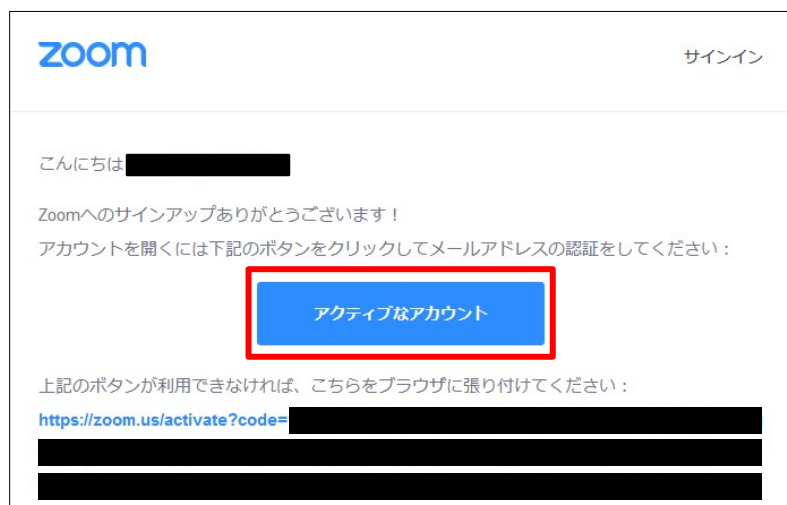 zoom
サインイン
こんにちは
Zoomへのサインアップありがとうございます！
アカウントを開くには下記のボタンをクリックしてメールアドレスの認証をしてください：
アクティブなアカウント
上記のボタンが利用できなければ、こちらをブラウザに張り付けてください：
https://zoom.us/activate?code=